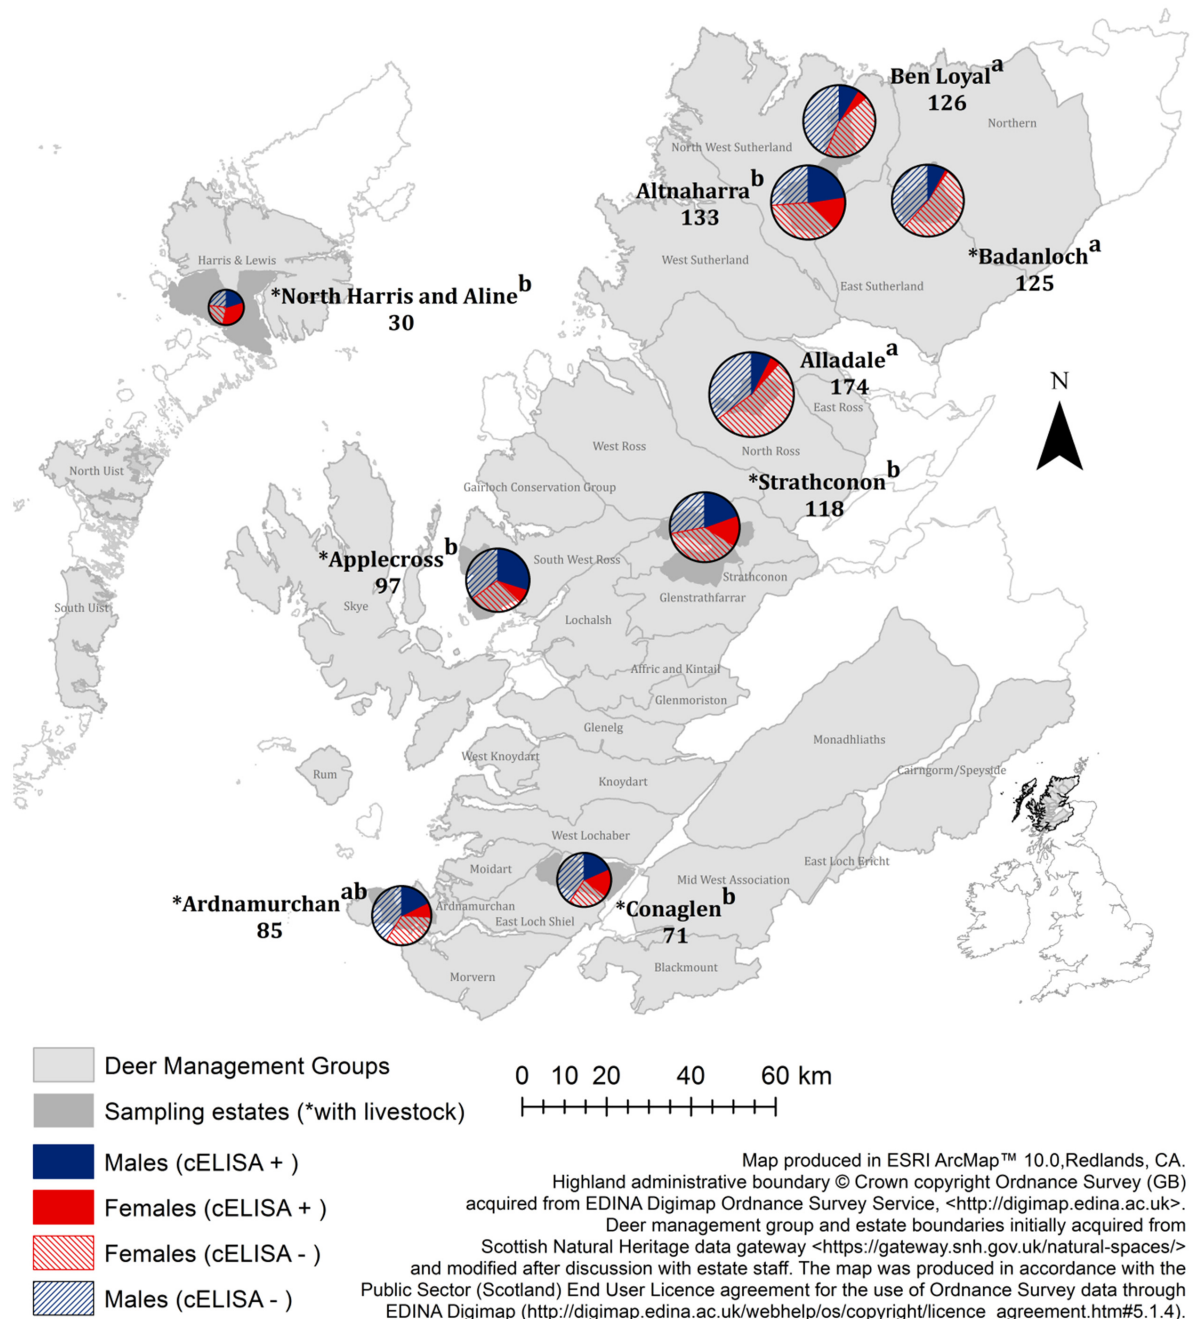 Ben Loyal a
126
Northern
North West Sutherland
Altnaharra b
133
*Badanloch a
125
West Sutherland
East Sutherland
Harris & Lewis
*North Harris and Aline b
30
Alladale a
174
East Ross
N
West Ross
North Ross
North Uist
Gairloch Conservation Group
*Strathconon b
118
*Applecross b
97
South West Ross
Strathconon
Glenstrathfarrar
South Uist
Skye
Lochalsh
Affric and Kintail
Glenmoriston
Glenelg
Monadhliaths
West Knoydart
Cairngorm/Speyside
Rum
Knoydart
West Lochaber
East Loch Ericht
Moidart
Mid West Association
*Ardnamurchan ab
85
Ardnamurchan
East Loch Shiel
*Conaglen b
71
Morvern
Blackmount
Deer Management Groups
Sampling estates (*with livestock)
Males (cELISA + )
Females (cELISA + )
Females (cELISA - )
Males (cELISA - )
0 10 20 40 60 km
Map produced in ESRI ArcMap™ 10.0,Redlands, CA.
Highland administrative boundary © Crown copyright Ordnance Survey (GB)
acquired from EDINA Digimap Ordnance Survey Service, <http://digimap.edina.ac.uk>.
Deer management group and estate boundaries initially acquired from
Scottish Natural Heritage data gateway <https://gateway.snh.gov.uk/natural-spaces/>
and modified after discussion with estate staff. The map was produced in accordance with the
Public Sector (Scotland) End User Licence agreement for the use of Ordnance Survey data through
EDINA Digimap (http://digimap.edina.ac.uk/webhelp/os/copyright/licence_agreement.htm#5.1.4).